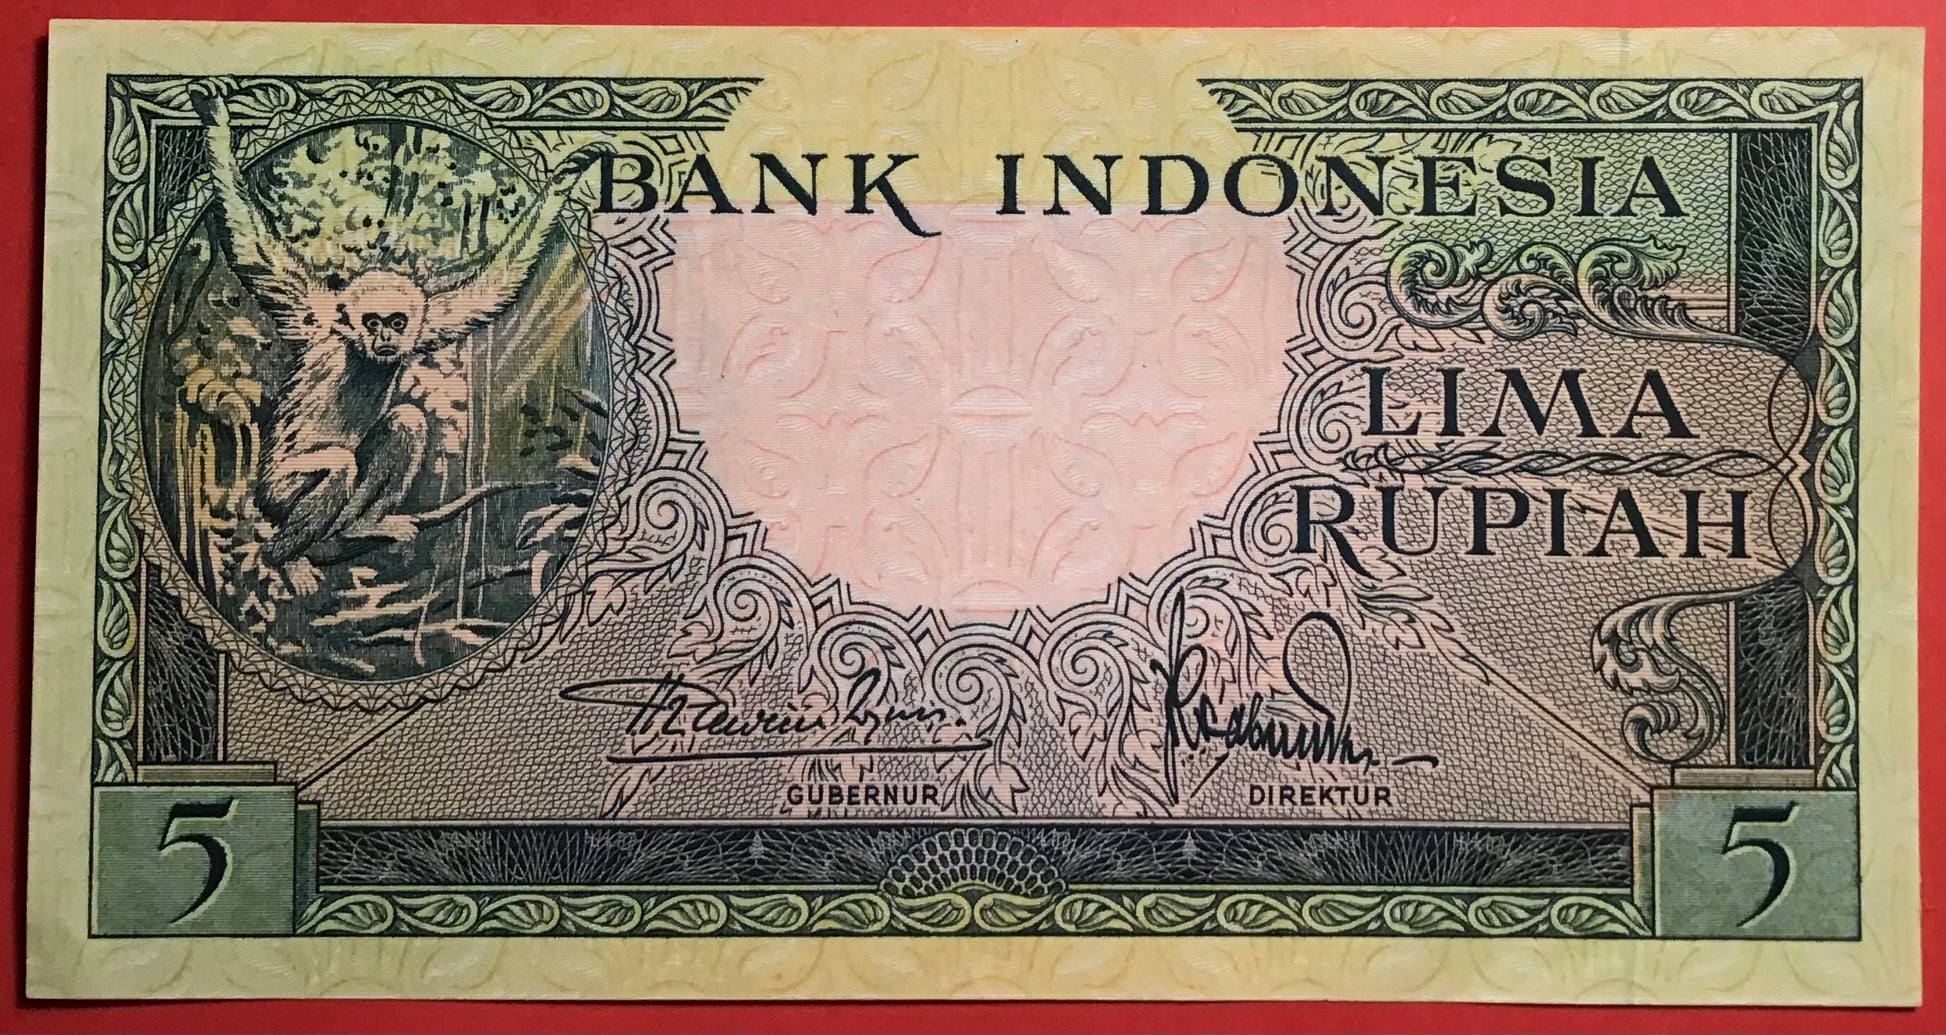 BANK INDONESIA
LIMA
RUPIAH
GUBERNUR
DIREKTUR
5
5